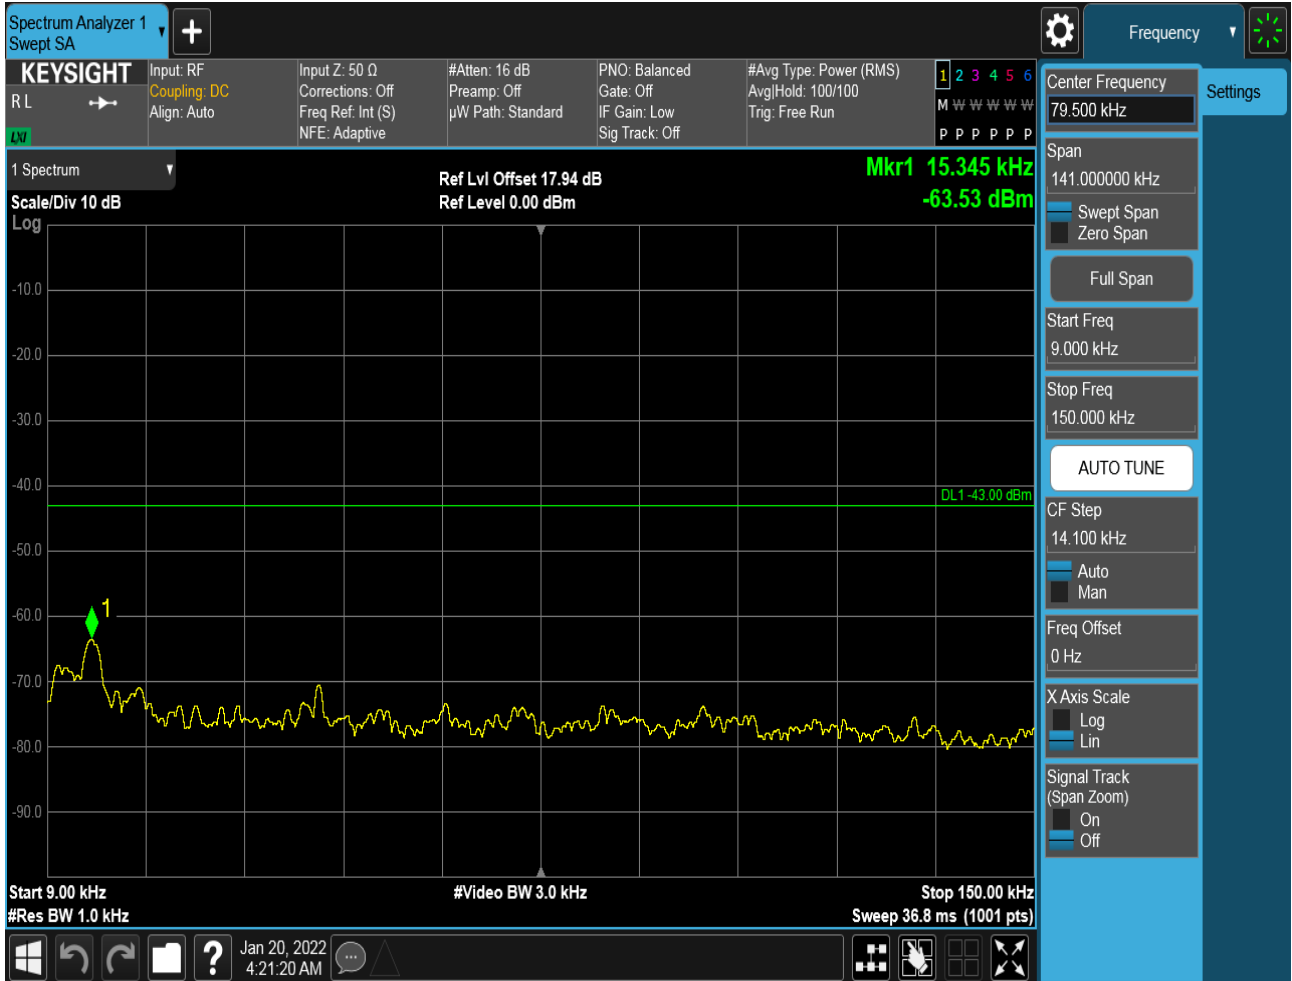 Spectrum Analyzer 1
Swept SA
+
Frequency
KEYSIGHT
R L
LXI
Input: RF
Coupling: DC
Align: Auto
Input Z: 50 Ω
Corrections: Off
Freq Ref: Int (S)
NFE: Adaptive
#Atten: 16 dB
Preamp: Off
µW Path: Standard
PNO: Balanced
Gate: Off
IF Gain: Low
Sig Track: Off
#Avg Type: Power (RMS)
Avg|Hold: 100/100
Trig: Free Run
1 2 3 4 5 6
M W W W W W
P P P P P P
1 Spectrum
Scale/Div 10 dB
Log
Ref Lvl Offset 17.94 dB
Ref Level 0.00 dBm
Mkr1 15.345 kHz
-63.53 dBm
-10.0
-20.0
-30.0
-40.0
DL1 -43.00 dBm
-50.0
-60.0
1
-70.0
-80.0
-90.0
Start 9.00 kHz
#Video BW 3.0 kHz
Stop 150.00 kHz
#Res BW 1.0 kHz
Sweep 36.8 ms (1001 pts)
?
Jan 20, 2022
4:21:20 AM
Center Frequency
79.500 kHz
Settings
Span
141.000000 kHz
Swept Span
Zero Span
Full Span
Start Freq
9.000 kHz
Stop Freq
150.000 kHz
AUTO TUNE
CF Step
14.100 kHz
Auto
Man
Freq Offset
0 Hz
X Axis Scale
Log
Lin
Signal Track
(Span Zoom)
On
Off